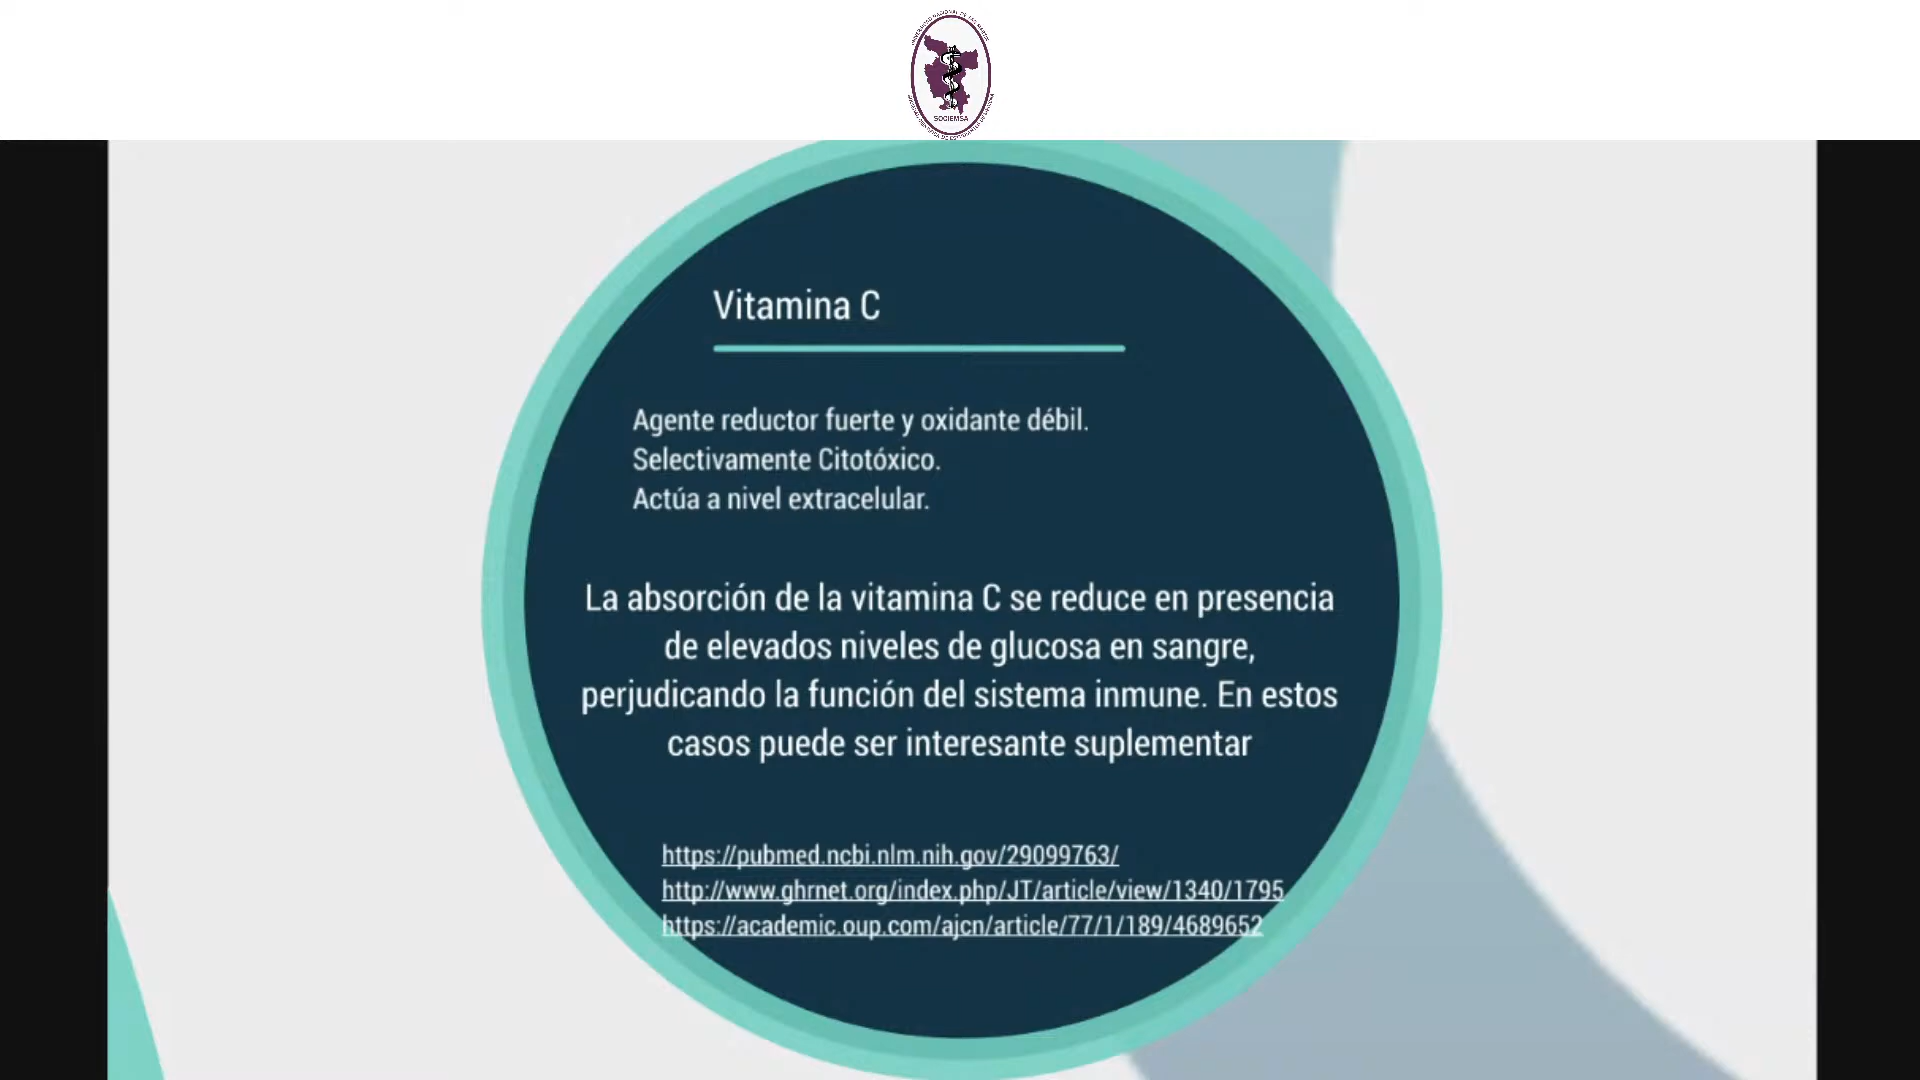 SOCIEMSA
Vitamina C
Agente reductor fuerte y oxidante débil.
Selectivamente Citotóxico.
Actúa a nivel extracelular.
La absorción de la vitamina C se reduce en presencia
de elevados niveles de glucosa en sangre,
perjudicando la función del sistema inmune. En estos
casos puede ser interesante suplementar
https://pubmed.ncbi.nlm.nih.gov/29099763/
http://www.ghrnet.org/index.php/JT/article/view/1340/1795
https://academic.oup.com/ajcn/article/77/1/189/4689652